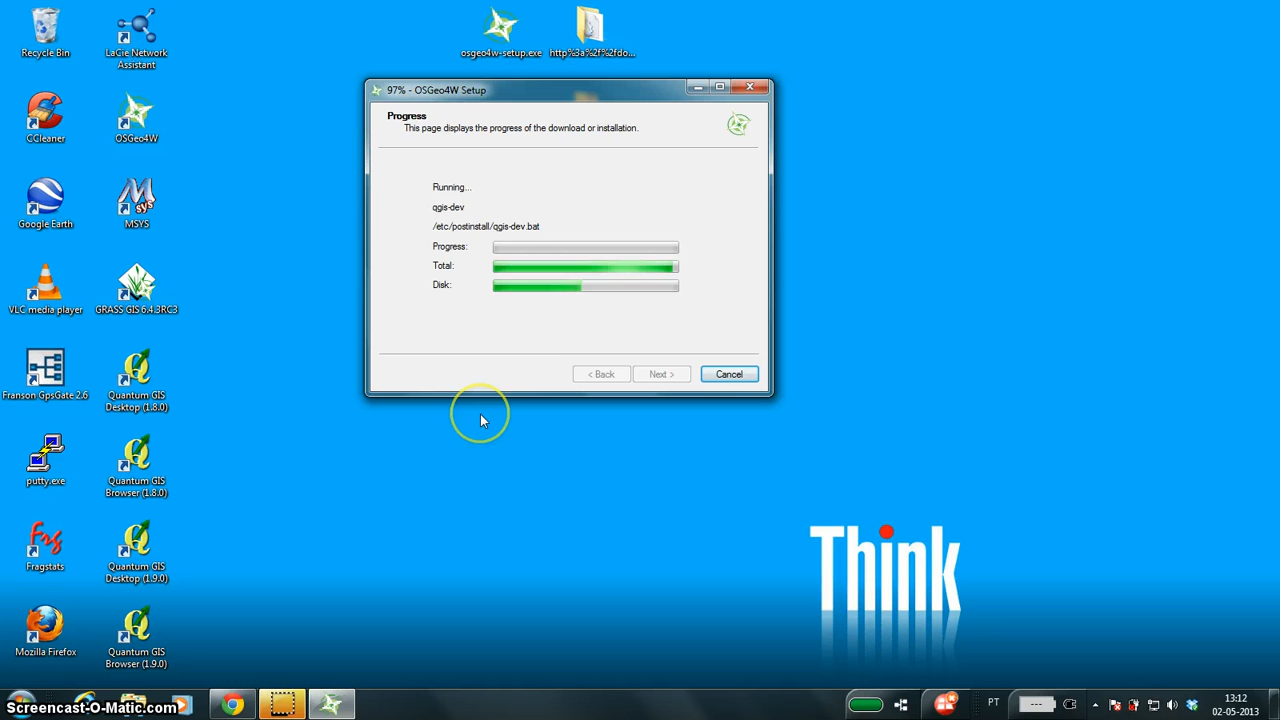 Recycle Bin
LaCie Network
Assistant
osgeo4w-setup.exe
http%3a%2f%2fdo...
CCleaner
OSGeo4W
Google Earth
Msys
MSYS
VLC media player
GRASS GIS 6.4.3RC3
Franson GpsGate 2.6
Quantum GIS
Desktop (1.8.0)
putty.exe
Quantum GIS
Browser (1.8.0)
Frg
Fragstats
Quantum GIS
Desktop (1.9.0)
Mozilla Firefox
Quantum GIS
Browser (1.9.0)
97% - OSGeo4W Setup
Progress
This page displays the progress of the download or installation.
Running...
qgis-dev
/etc/postinstall/qgis-dev.bat
Progress:
Total:
Disk:
< Back
Next >
Cancel
Think
Screencast-O-Matic.com
PT
---
13:12
02-05-2013